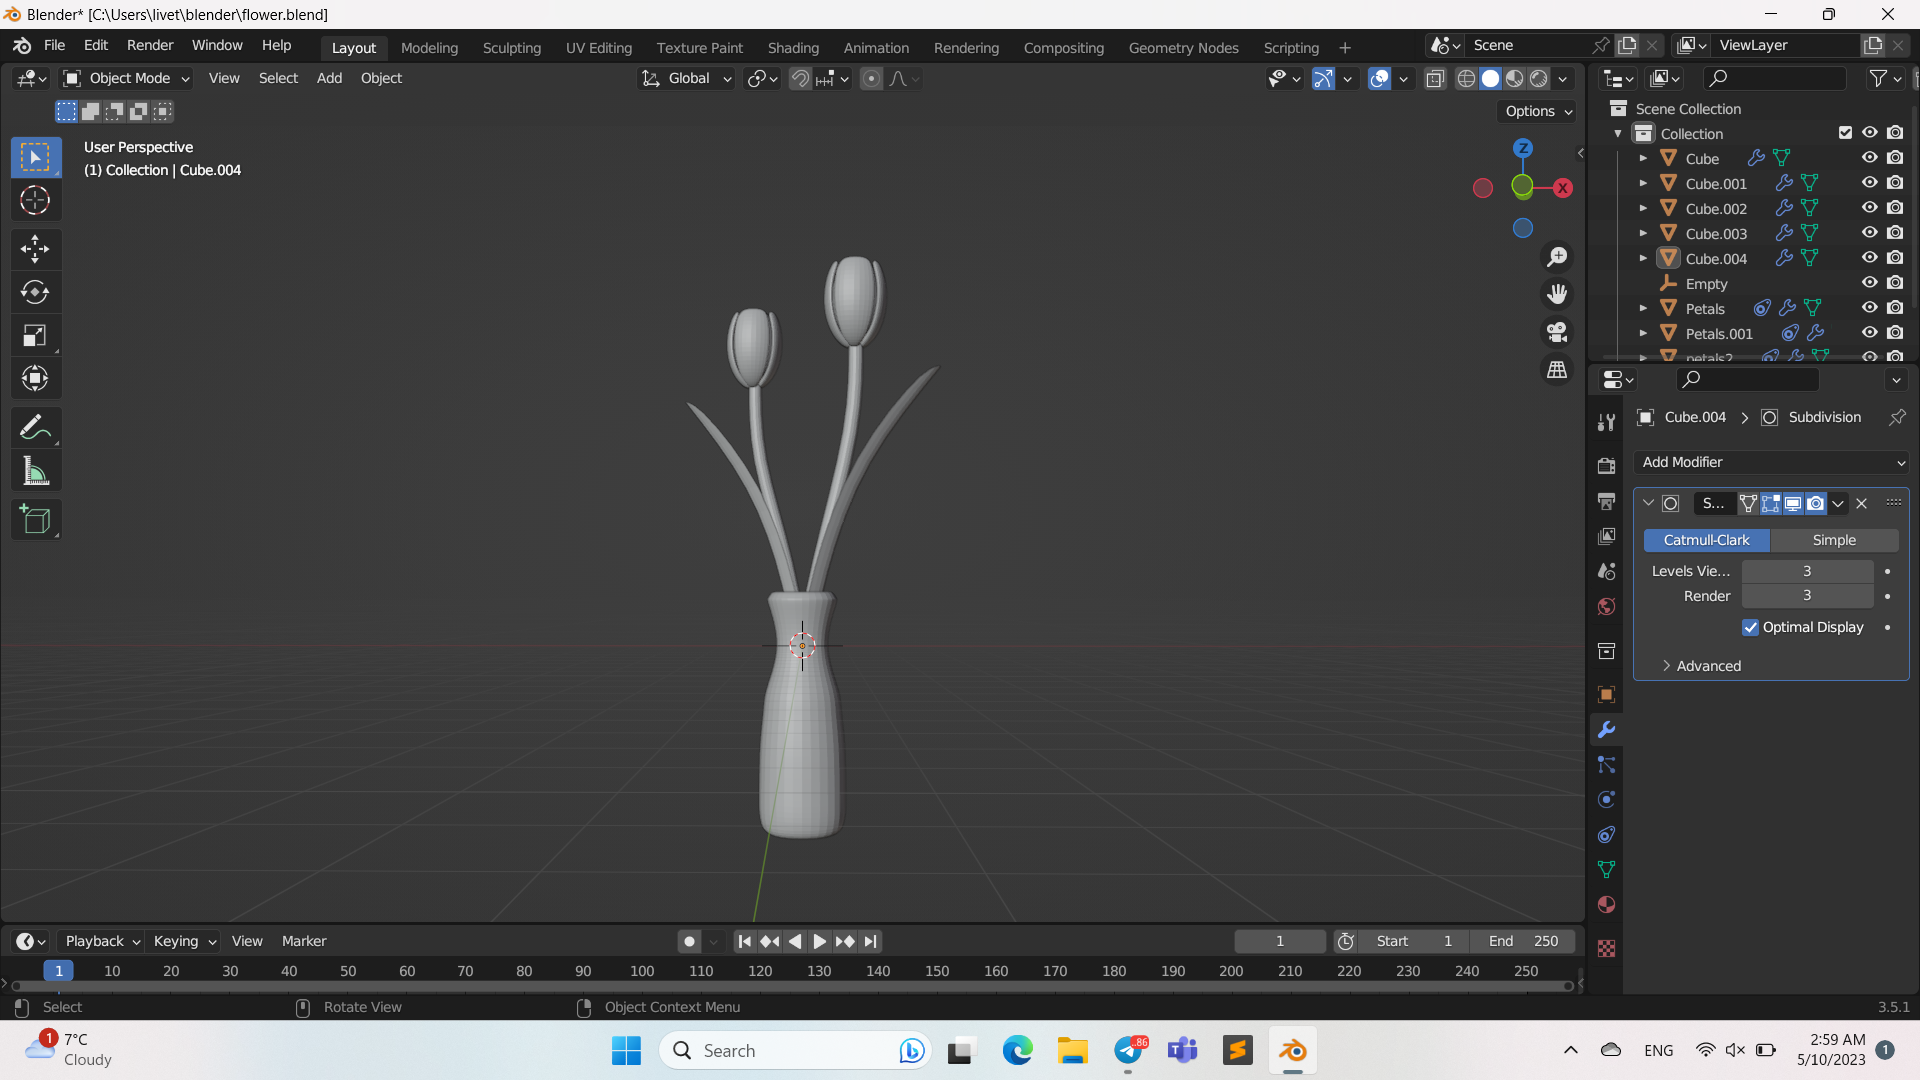 Blender* [C:\Users\livet\blender\flower.blend]
File Edit Render Window Help
Layout Modeling Sculpting UV Editing Texture Paint Shading Animation Rendering Compositing Geometry Nodes Scripting +
Scene
ViewLayer
Object Mode View Select Add Object
Global
Options
User Perspective
(1) Collection | Cube.004
Z
X
Scene Collection
Collection
Cube
Cube.001
Cube.002
Cube.003
Cube.004
Empty
Petals
Petals.001
petals2
Cube.004 > Subdivision
Add Modifier
S...
Catmull-Clark Simple
Levels Vie... 3
Render 3
Optimal Display
Advanced
Playback Keying View Marker
1
Start 1 End 250
1 10 20 30 40 50 60 70 80 90 100 110 120 130 140 150 160 170 180 190 200 210 220 230 240 250
Select
Rotate View
Object Context Menu
3.5.1
1
7°C
Cloudy
Search
..86
ENG
2:59 AM
5/10/2023
1